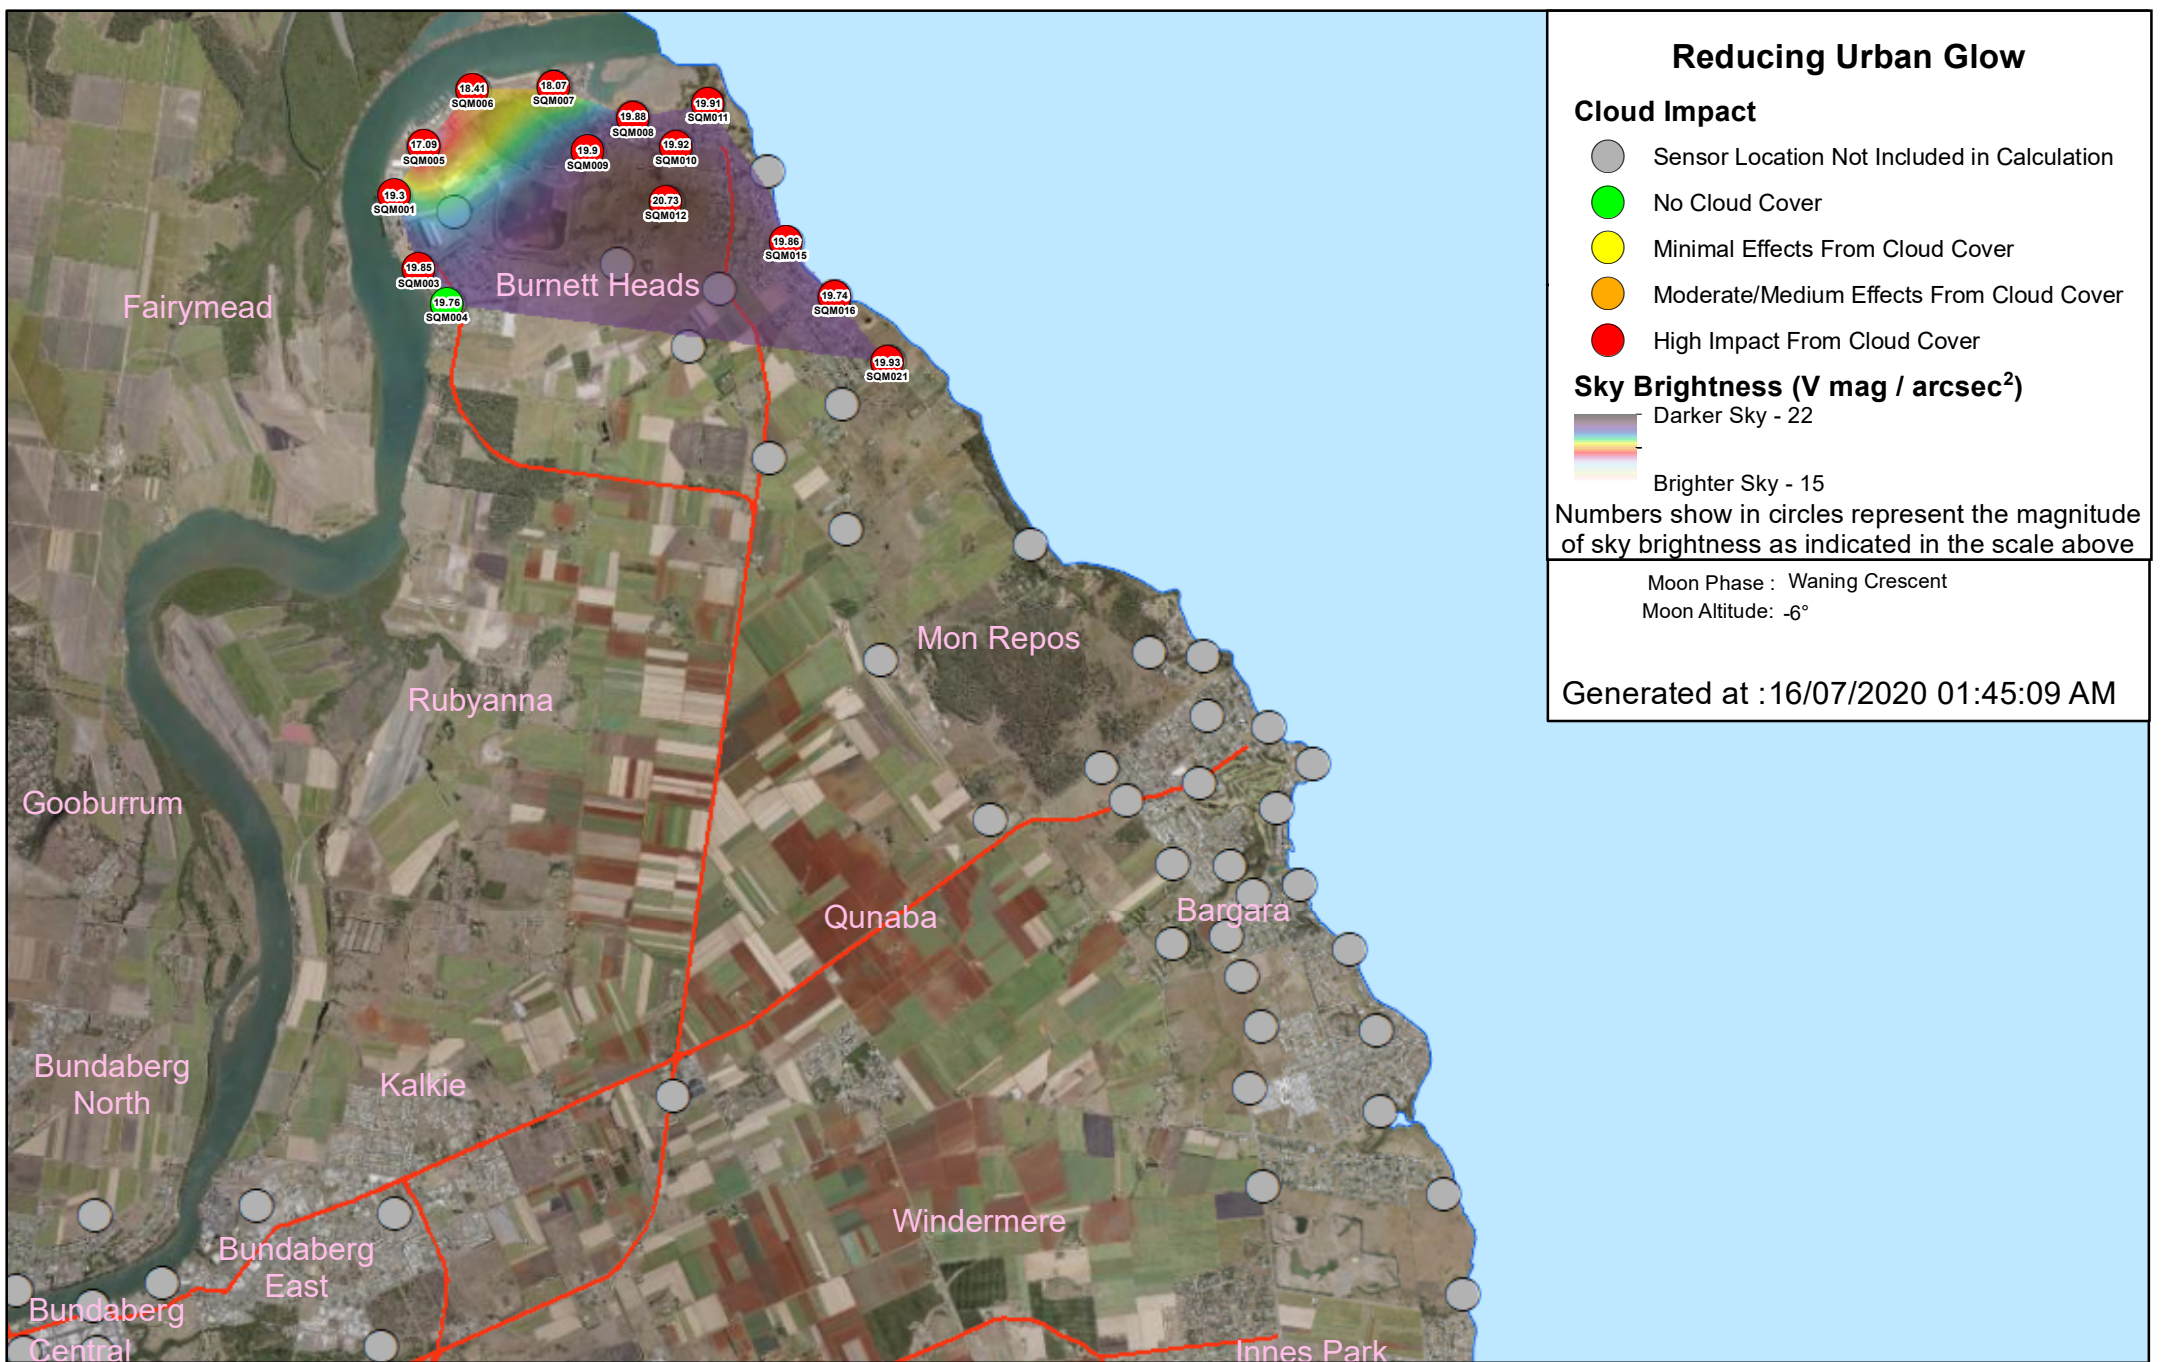 Reducing Urban Glow
Cloud Impact
Sensor Location Not Included in Calculation
No Cloud Cover
Minimal Effects From Cloud Cover
Moderate/Medium Effects From Cloud Cover
High Impact From Cloud Cover
Sky Brightness (V mag / arcsec²)
Darker Sky - 22
Brighter Sky - 15
Numbers show in circles represent the magnitude
of sky brightness as indicated in the scale above
Moon Phase : Waning Crescent
Moon Altitude: -6°
Generated at :16/07/2020 01:45:09 AM
18.41
SQM006
18.07
SQM007
19.88
SQM008
19.91
SQM011
17.09
SQM005
19.9
SQM009
19.92
SQM010
19.3
SQM001
20.73
SQM012
19.86
SQM015
19.85
SQM003
19.76
SQM004
19.74
SQM016
19.93
SQM021
Burnett Heads
Fairymead
Mon Repos
Rubyanna
Gooburrum
Qunaba
Bargara
Bundaberg
North
Kalkie
Windermere
Bundaberg
East
Bundaberg
Central
Innes Park